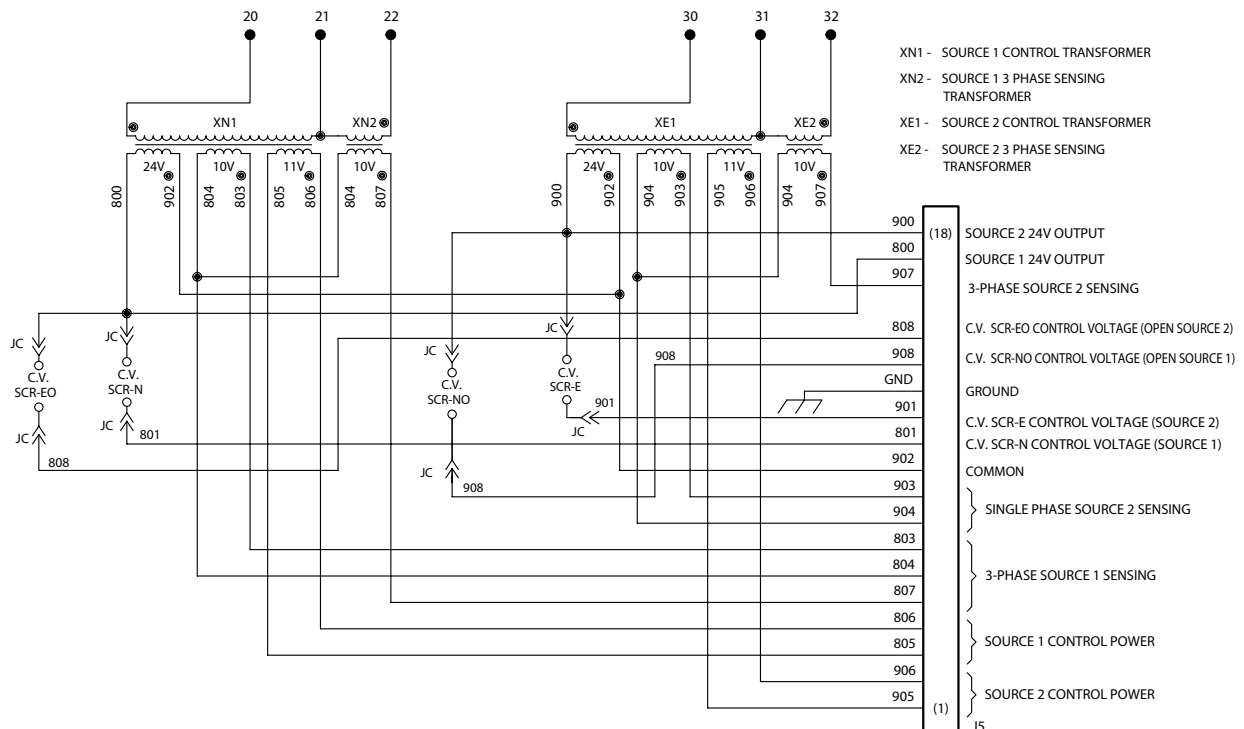 20 21 22 30 31 32
XN1 - SOURCE 1 CONTROL TRANSFORMER
XN2 - SOURCE 1 3 PHASE SENSING
TRANSFORMER
XE1 - SOURCE 2 CONTROL TRANSFORMER
XE2 - SOURCE 2 3 PHASE SENSING
TRANSFORMER
XN1 XN2 XE1 XE2
24V 10V 11V 10V 24V 10V 11V 10V
800 902 804 803 805 806 804 807 900 902 904 903 905 906 904 907
900 (18) SOURCE 2 24V OUTPUT
800 SOURCE 1 24V OUTPUT
907 3-PHASE SOURCE 2 SENSING
808 C.V. SCR-EO CONTROL VOLTAGE (OPEN SOURCE 2)
908 908 C.V. SCR-NO CONTROL VOLTAGE (OPEN SOURCE 1)
GND GROUND
901 C.V. SCR-E CONTROL VOLTAGE (SOURCE 2)
801 C.V. SCR-N CONTROL VOLTAGE (SOURCE 1)
902 COMMON
903
904 SINGLE PHASE SOURCE 2 SENSING
803
804 3-PHASE SOURCE 1 SENSING
807
806
805 SOURCE 1 CONTROL POWER
906
905 SOURCE 2 CONTROL POWER
(1)
J5
JC
C.V.
SCR-EO
JC
808
JC
C.V.
SCR-N
JC
801
JC
C.V.
SCR-NO
JC
908
JC
C.V.
SCR-E
JC
901